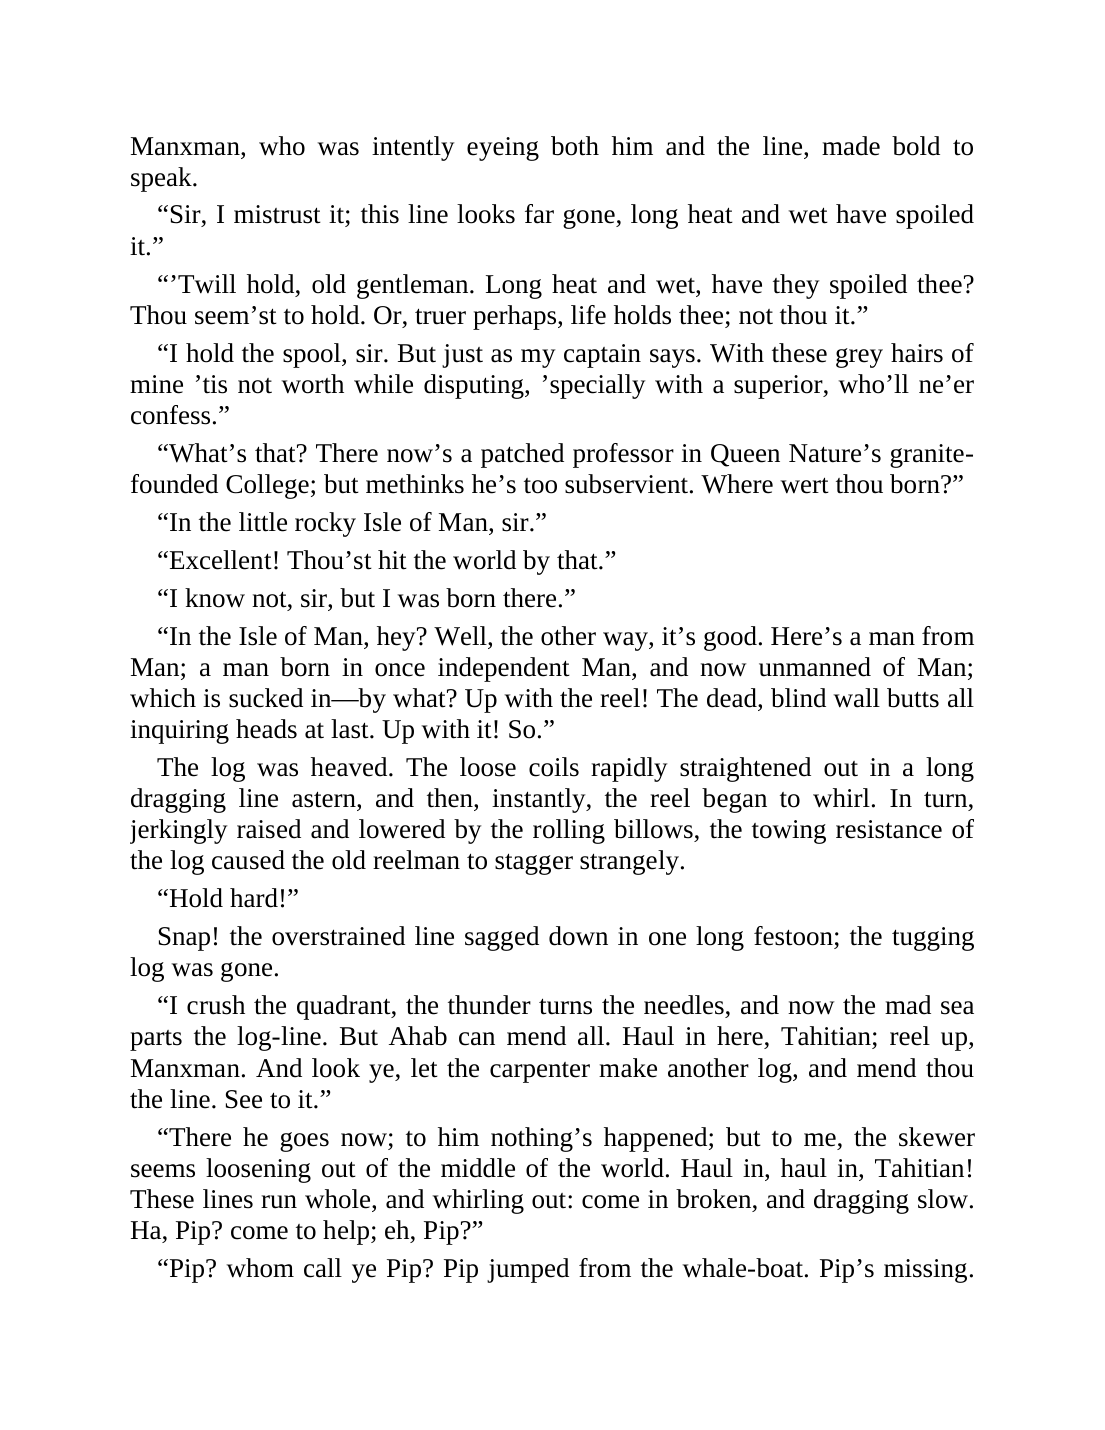 Manxman, who was intently eyeing both him and the line, made bold to
speak.
“Sir, I mistrust it; this line looks far gone, long heat and wet have spoiled
it.”
“’Twill hold, old gentleman. Long heat and wet, have they spoiled thee?
Thou seem’st to hold. Or, truer perhaps, life holds thee; not thou it.”
“I hold the spool, sir. But just as my captain says. With these grey hairs of
mine ’tis not worth while disputing, ’specially with a superior, who’ll ne’er
confess.”
“What’s that? There now’s a patched professor in Queen Nature’s granite-
founded College; but methinks he’s too subservient. Where wert thou born?”
“In the little rocky Isle of Man, sir.”
“Excellent! Thou’st hit the world by that.”
“I know not, sir, but I was born there.”
“In the Isle of Man, hey? Well, the other way, it’s good. Here’s a man from
Man; a man born in once independent Man, and now unmanned of Man;
which is sucked in—by what? Up with the reel! The dead, blind wall butts all
inquiring heads at last. Up with it! So.”
The log was heaved. The loose coils rapidly straightened out in a long
dragging line astern, and then, instantly, the reel began to whirl. In turn,
jerkingly raised and lowered by the rolling billows, the towing resistance of
the log caused the old reelman to stagger strangely.
“Hold hard!”
Snap! the overstrained line sagged down in one long festoon; the tugging
log was gone.
“I crush the quadrant, the thunder turns the needles, and now the mad sea
parts the log-line. But Ahab can mend all. Haul in here, Tahitian; reel up,
Manxman. And look ye, let the carpenter make another log, and mend thou
the line. See to it.”
“There he goes now; to him nothing’s happened; but to me, the skewer
seems loosening out of the middle of the world. Haul in, haul in, Tahitian!
These lines run whole, and whirling out: come in broken, and dragging slow.
Ha, Pip? come to help; eh, Pip?”
“Pip? whom call ye Pip? Pip jumped from the whale-boat. Pip’s missing.